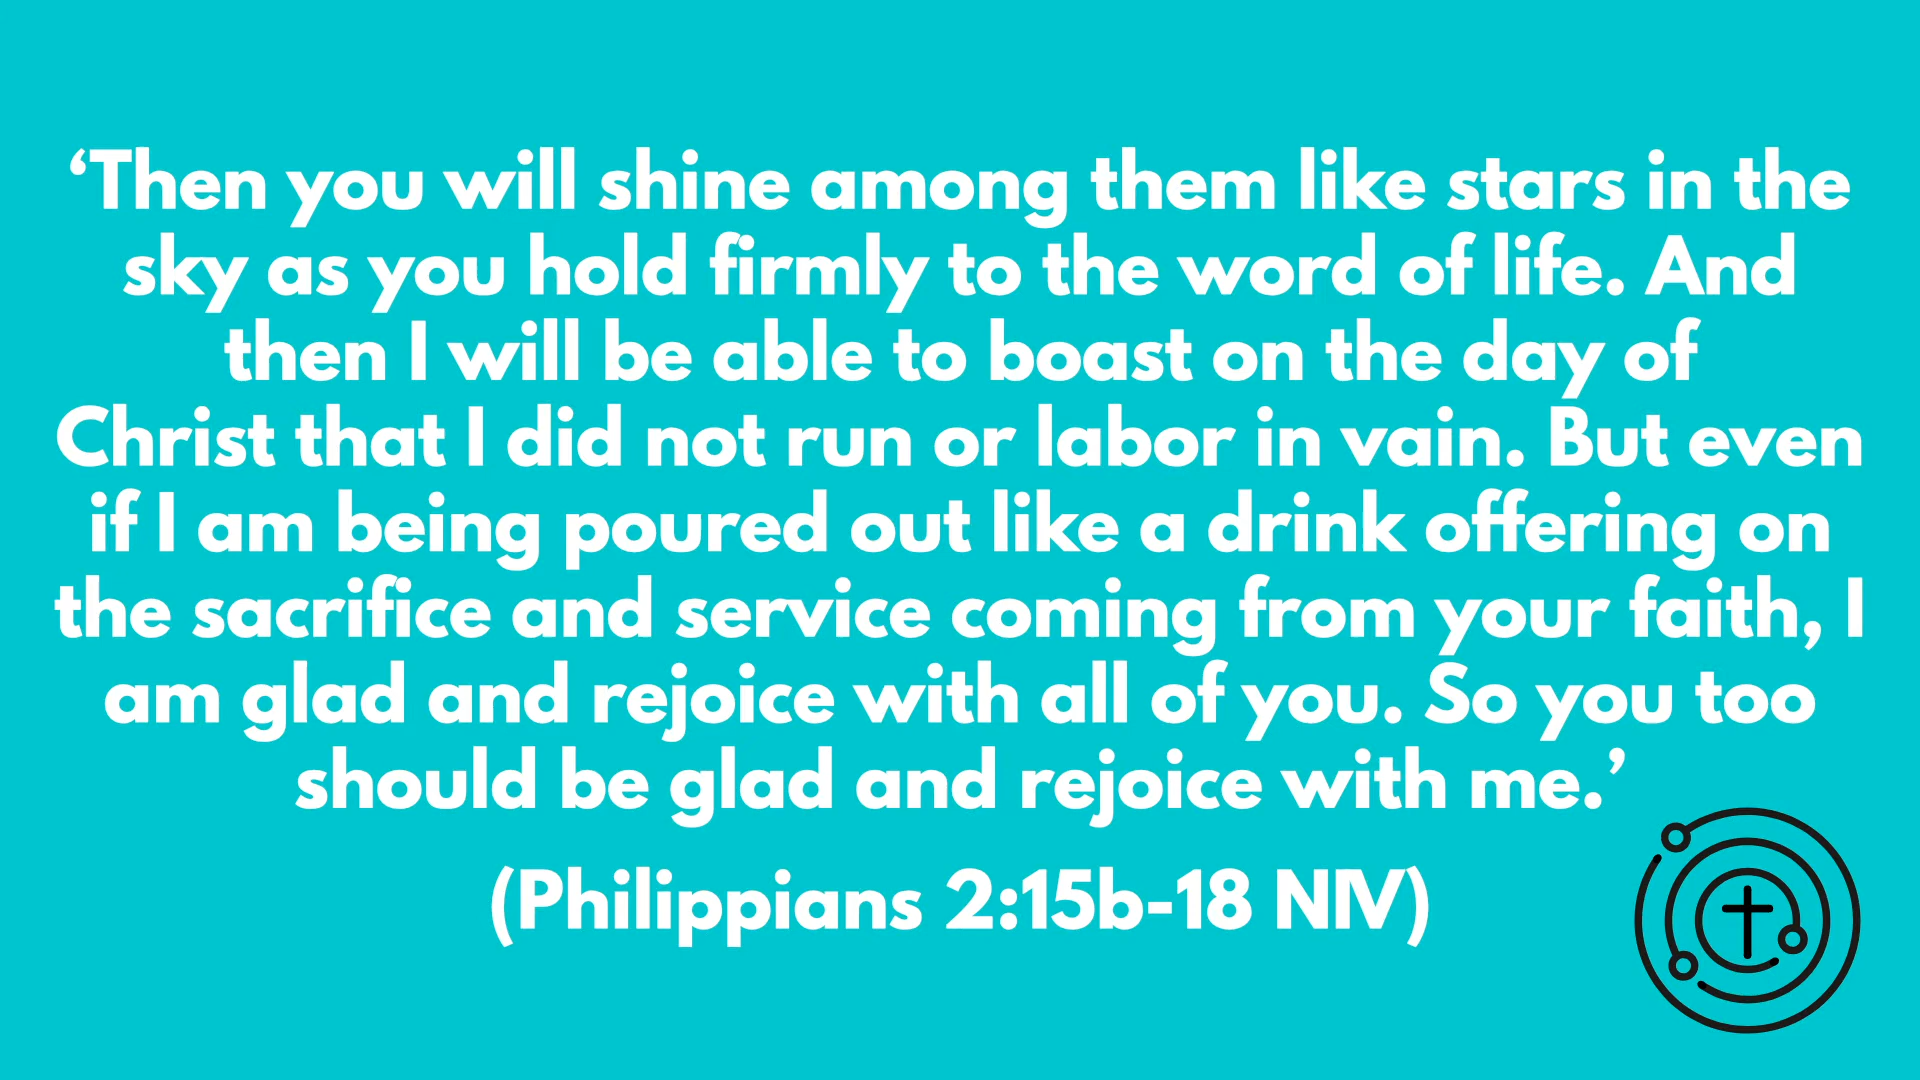 ‘Then you will shine among them like stars in the
sky as you hold firmly to the word of life. And
then I will be able to boast on the day of
Christ that I did not run or labor in vain. But even
if I am being poured out like a drink offering on
the sacrifice and service coming from your faith, I
am glad and rejoice with all of you. So you too
should be glad and rejoice with me.’
(Philippians 2:15b-18 NIV)